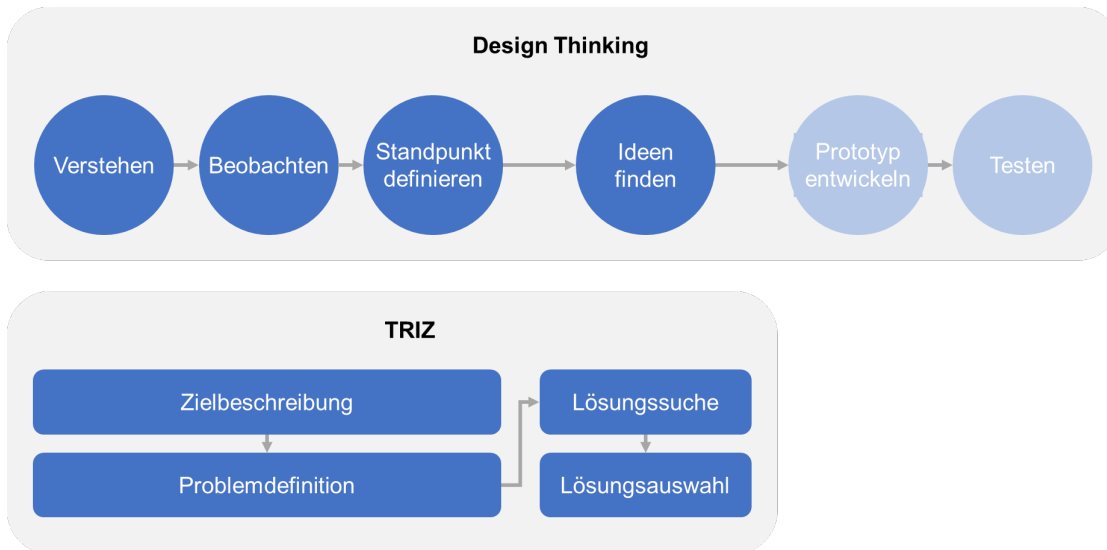 Design Thinking
Verstehen
Beobachten
Standpunkt
definieren
Ideen
finden
Prototyp
entwickeln
Testen
TRIZ
Zielbeschreibung
Problemdefinition
Lösungssuche
Lösungsauswahl